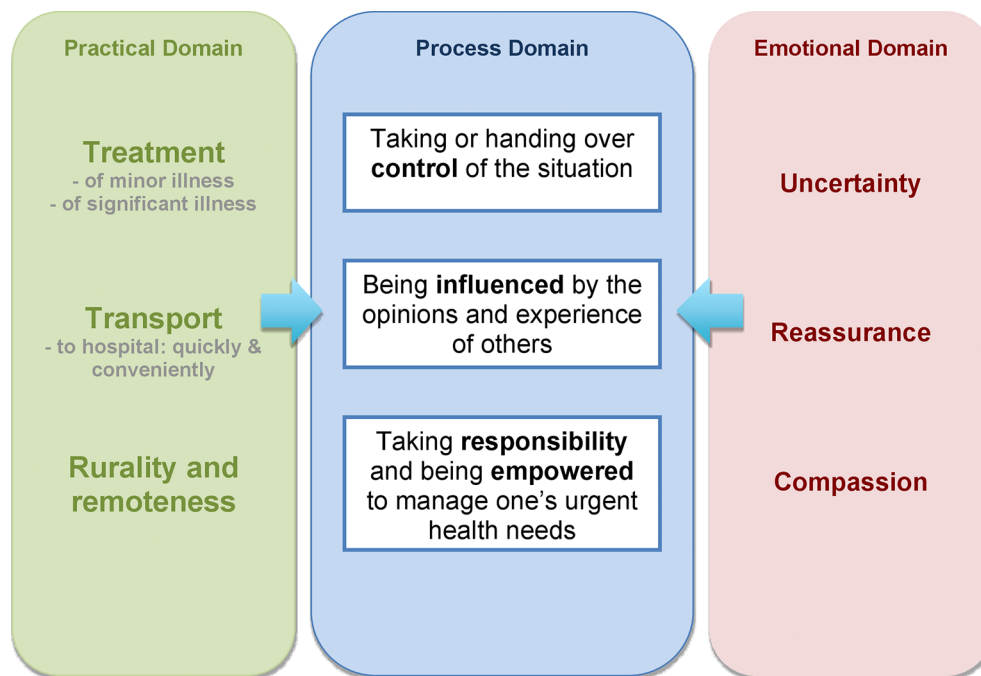 Practical Domain
Treatment
- of minor illness
- of significant illness
Transport
- to hospital: quickly &
conveniently
Rurality and
remoteness
Process Domain
Taking or handing over
control of the situation
Being influenced by the
opinions and experience
of others
Taking responsibility
and being empowered
to manage one’s urgent
health needs
Emotional Domain
Uncertainty
Reassurance
Compassion